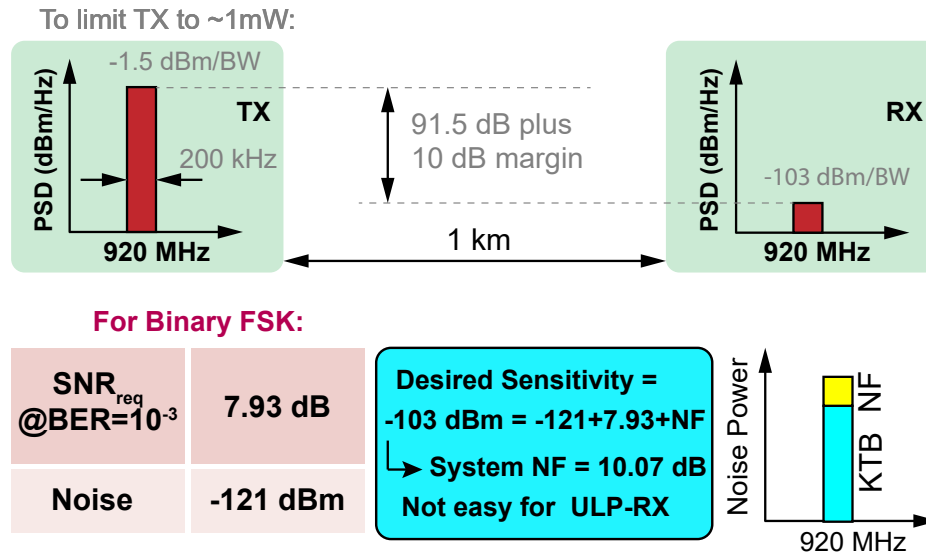 To limit TX to ~1mW:
-1.5 dBm/BW
TX
PSD (dBm/Hz)
200 kHz
920 MHz
91.5 dB plus
10 dB margin
1 km
RX
PSD (dBm/Hz)
-103 dBm/BW
920 MHz
For Binary FSK:
SNRreq
@BER=10-3
7.93 dB
Noise
-121 dBm
Desired Sensitivity =
-103 dBm = -121+7.93+NF
System NF = 10.07 dB
Not easy for ULP-RX
Noise Power
NF
KTB
920 MHz